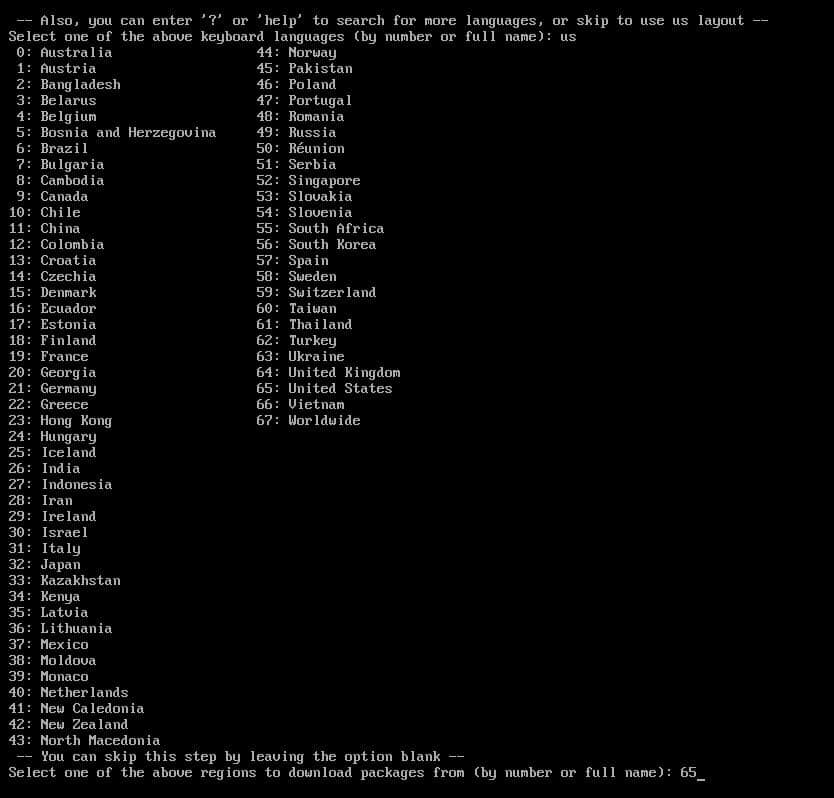 -- Also, you can enter '?' or 'help' to search for more languages, or skip to use us layout --
Select one of the above keyboard languages (by number or full name): us
0: Australia 44: Norway
1: Austria 45: Pakistan
2: Bangladesh 46: Poland
3: Belarus 47: Portugal
4: Belgium 48: Romania
5: Bosnia and Herzegovina 49: Russia
6: Brazil 50: Réunion
7: Bulgaria 51: Serbia
8: Cambodia 52: Singapore
9: Canada 53: Slovakia
10: Chile 54: Slovenia
11: China 55: South Africa
12: Colombia 56: South Korea
13: Croatia 57: Spain
14: Czechia 58: Sweden
15: Denmark 59: Switzerland
16: Ecuador 60: Taiwan
17: Estonia 61: Thailand
18: Finland 62: Turkey
19: France 63: Ukraine
20: Georgia 64: United Kingdom
21: Germany 65: United States
22: Greece 66: Vietnam
23: Hong Kong 67: Worldwide
24: Hungary
25: Iceland
26: India
27: Indonesia
28: Iran
29: Ireland
30: Israel
31: Italy
32: Japan
33: Kazakhstan
34: Kenya
35: Latvia
36: Lithuania
37: Mexico
38: Moldova
39: Monaco
40: Netherlands
41: New Caledonia
42: New Zealand
43: North Macedonia
-- You can skip this step by leaving the option blank --
Select one of the above regions to download packages from (by number or full name): 65_